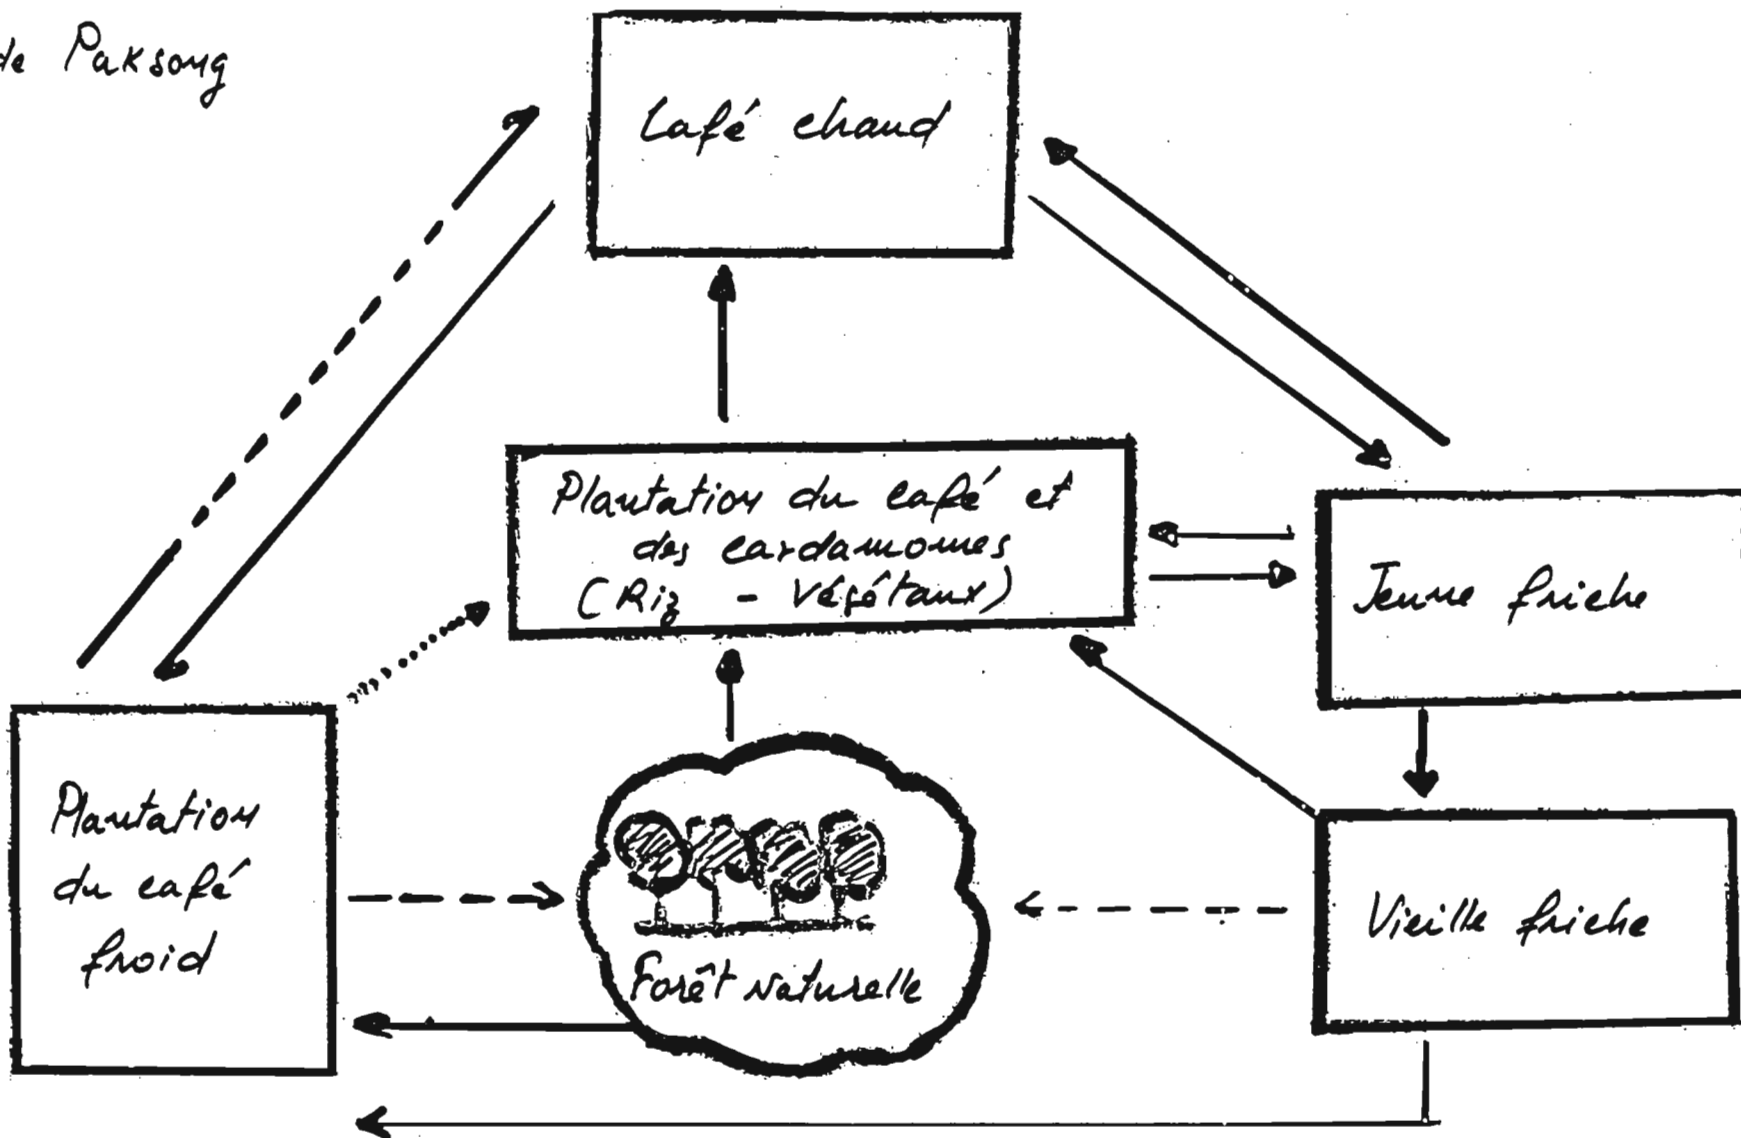 de Paksong
Café chaud
Plantation du café et
des cardamomes
(Riz - Végétaux)
Jeune friche
Plantation
du café
froid
Forêt Naturelle
Vieille friche